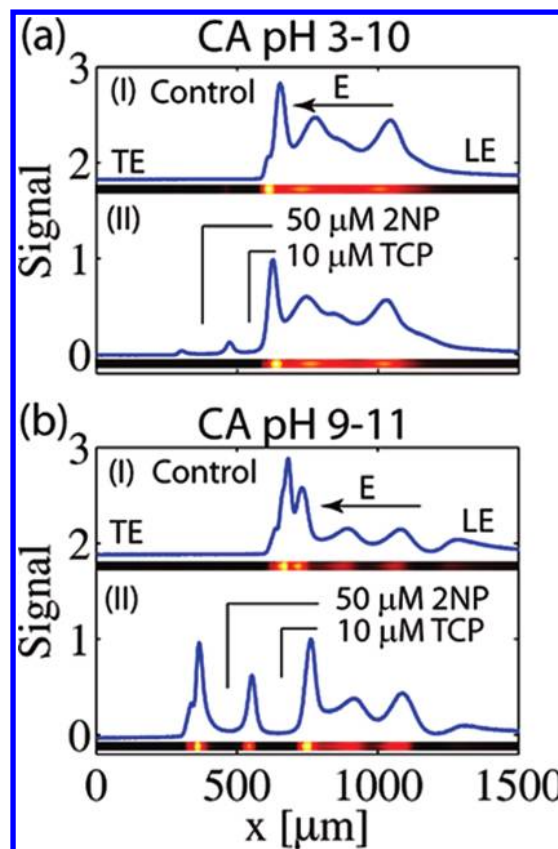 (a) CA pH 3-10
3
(I) Control
E
2
TE
LE
(II)
50 μM 2NP
10 μM TCP
1
0
Signal
(b) CA pH 9-11
3
(I) Control
E
TE
LE
2
(II)
50 μM 2NP
10 μM TCP
1
0
Signal
0 500 1000 1500
x [μm]